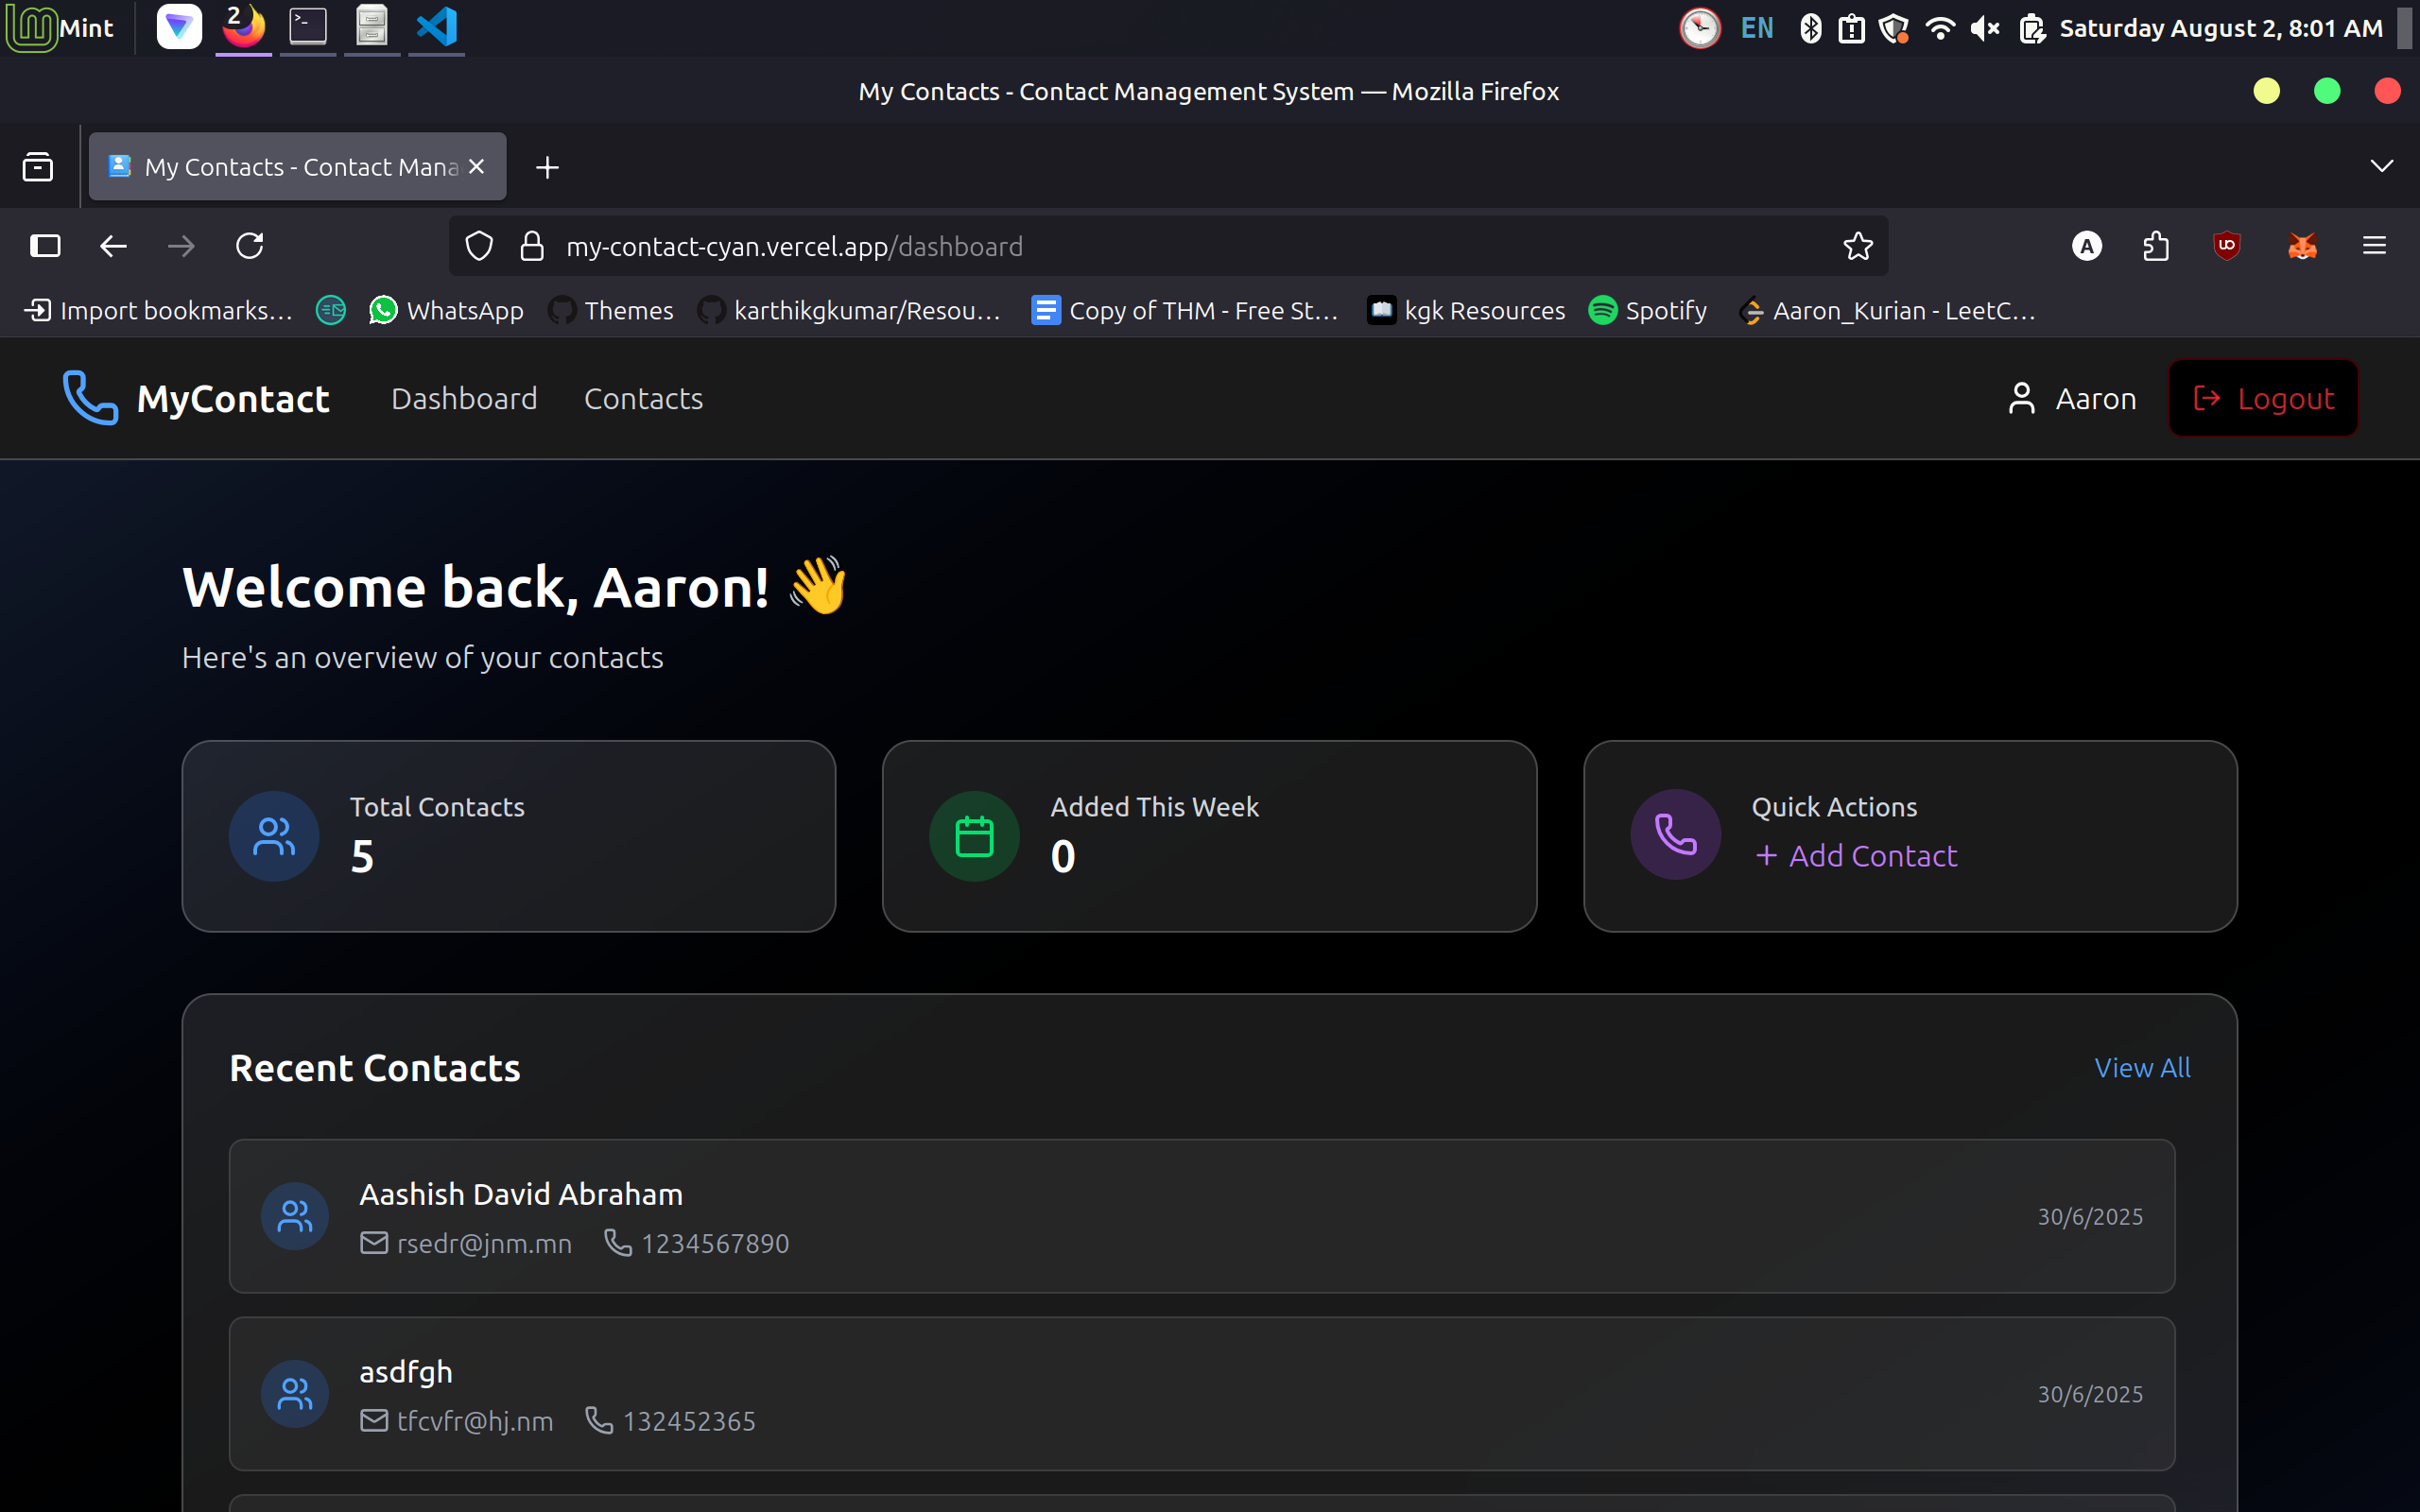 Mint
2
EN
Saturday August 2, 8:01 AM
My Contacts - Contact Management System — Mozilla Firefox
My Contacts - Contact Mana
my-contact-cyan.vercel.app/dashboard
A
UO
Import bookmarks...
WhatsApp
Themes
karthikgkumar/Resou...
Copy of THM - Free St...
kgk Resources
Spotify
Aaron_Kurian - LeetC...
MyContact
Dashboard
Contacts
Aaron
Logout
Welcome back, Aaron! 👋
Here's an overview of your contacts
Total Contacts
5
Added This Week
0
Quick Actions
+ Add Contact
Recent Contacts
View All
Aashish David Abraham
rsedr@jnm.mn 1234567890
30/6/2025
asdfgh
tfcvfr@hj.nm 132452365
30/6/2025